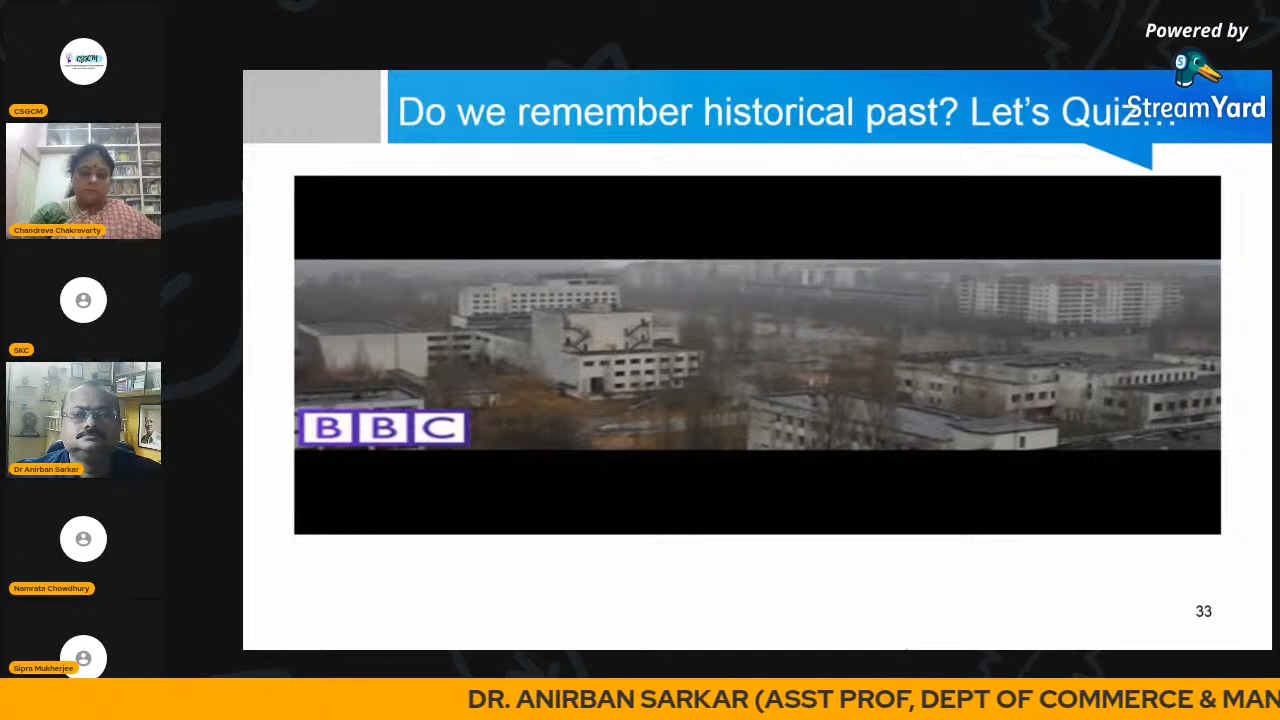 Powered by
StreamYard
CSGCM
Chandrava Chakravarty
SKC
Dr Anirban Sarkar
Namrata Chowdhury
Sipra Mukherjee
Do we remember historical past? Let’s Quiz…
BBC
33
DR. ANIRBAN SARKAR (ASST PROF, DEPT OF COMMERCE & MAN